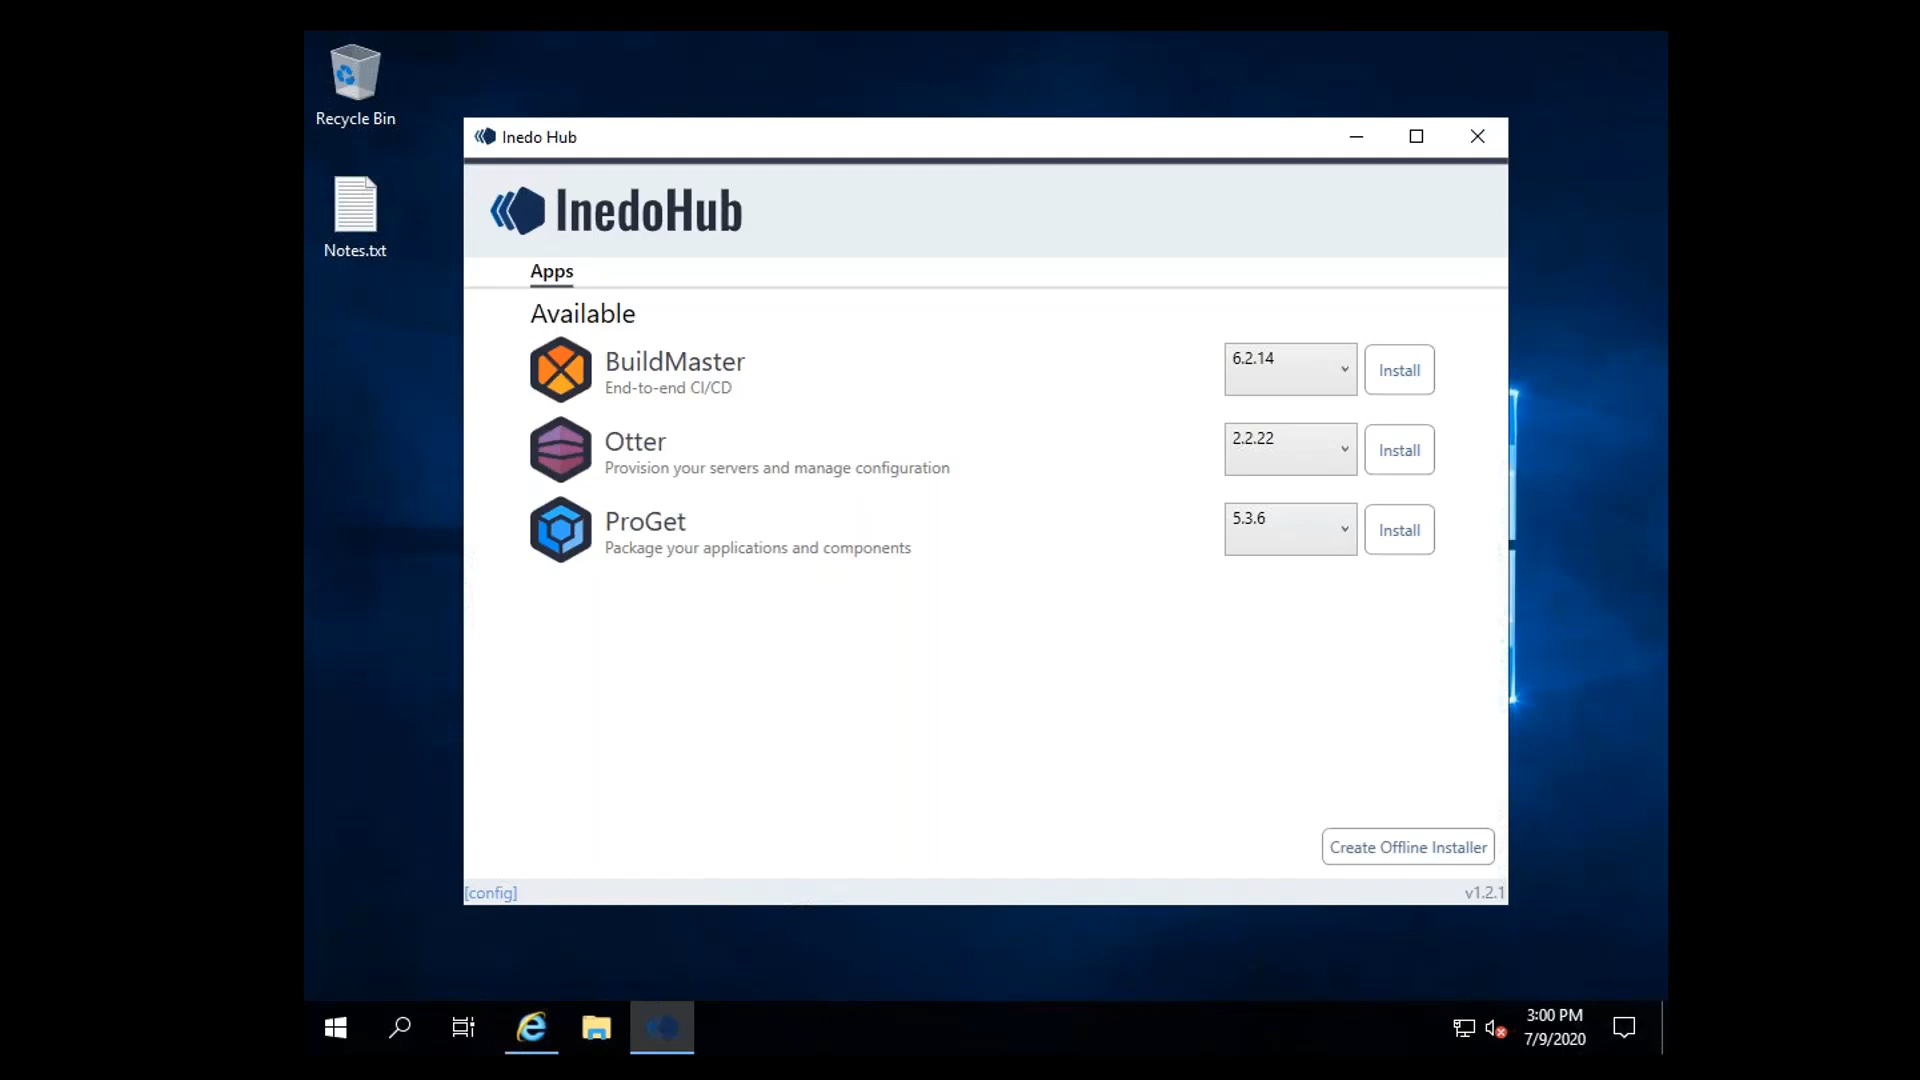 Recycle Bin
Notes.txt
Inedo Hub
InedoHub
Apps
Available
BuildMaster
End-to-end CI/CD
6.2.14
Install
Otter
Provision your servers and manage configuration
2.2.22
Install
ProGet
Package your applications and components
5.3.6
Install
Create Offline Installer
[config]
v1.2.1
3:00 PM
7/9/2020